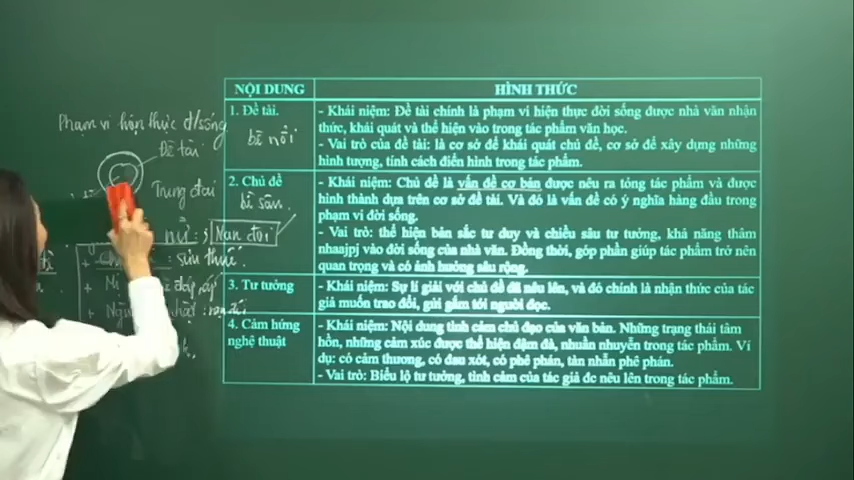 NỘI DUNG
HÌNH THỨC
1. Đề tài.
bề nổi
- Khái niệm: Đề tài chính là phạm vi hiện thực đời sống được nhà văn nhận
thức, khái quát và thể hiện vào trong tác phẩm văn học.
- Vai trò của đề tài: là cơ sở để khái quát chủ đề, cơ sở để xây dựng những
hình tượng, tính cách điển hình trong tác phẩm.
2. Chủ đề
bề sâu.
- Khái niệm: Chủ đề là vấn đề cơ bản được nêu ra tỏng tác phẩm và được
hình thành dựa trên cơ sở đề tài. Và đó là vấn đề có ý nghĩa hàng đầu trong
phạm vi đời sống.
- Vai trò: thể hiện bản sắc tư duy và chiều sâu tư tưởng, khả năng thâm
nhaajpj vào đời sống của nhà văn. Đồng thời, góp phần giúp tác phẩm trở nên
quan trọng và có ảnh hưởng sâu rộng.
3. Tư tưởng
- Khái niệm: Sự lí giải với chủ đề đã nêu lên, và đó chính là nhận thức của tác
giả muốn trao đổi, gửi gắm tới người đọc.
4. Cảm hứng
nghệ thuật
- Khái niệm: Nội dung tình cảm chủ đạo của văn bản. Những trạng thái tâm
hồn, những cảm xúc được thể hiện đậm đà, nhuần nhuyễn trong tác phẩm. Ví
dụ: có cảm thương, có đau xót, có phê phán, tàn nhẫn phê phán.
- Vai trò: Biểu lộ tư tưởng, tình cảm của tác giả đc nêu lên trong tác phẩm.
Phạm vi hiện thực đ/sống
Đề tài
Trung đại
Nạn đói